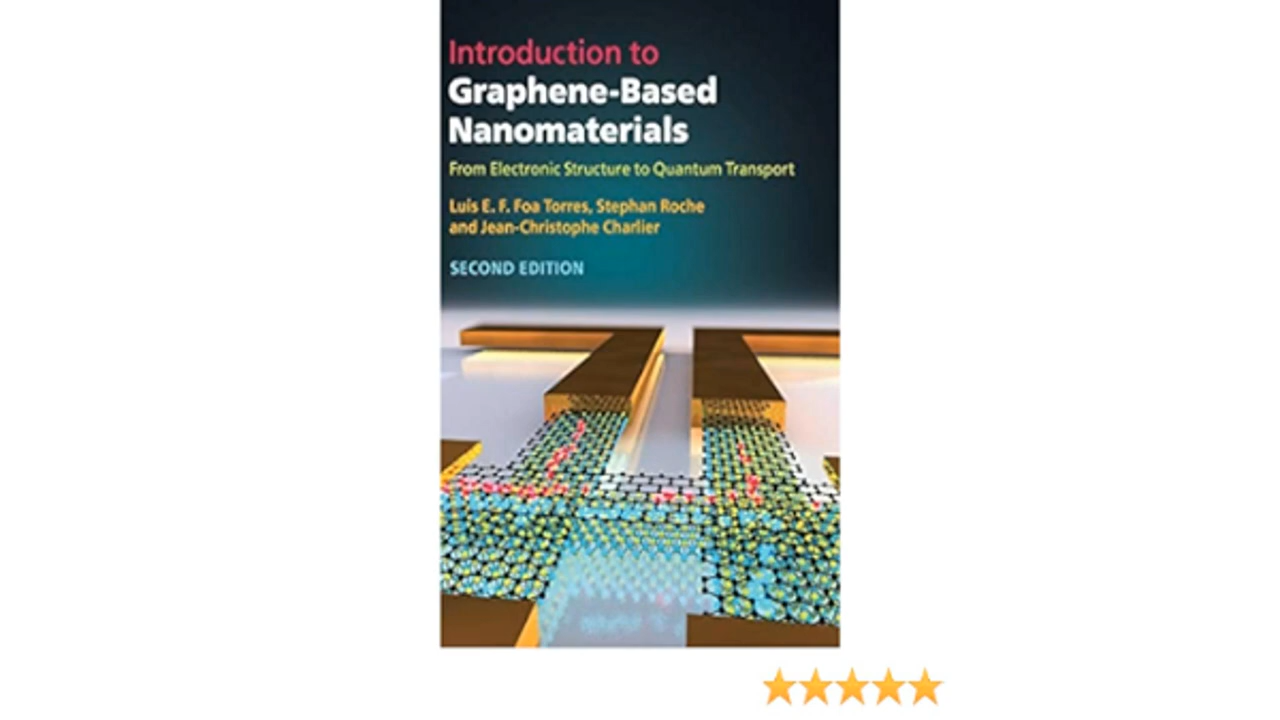 Introduction to
Graphene-Based
Nanomaterials
From Electronic Structure to Quantum Transport
Luis E. F. Foa Torres, Stephan Roche
and Jean-Christophe Charlier
SECOND EDITION